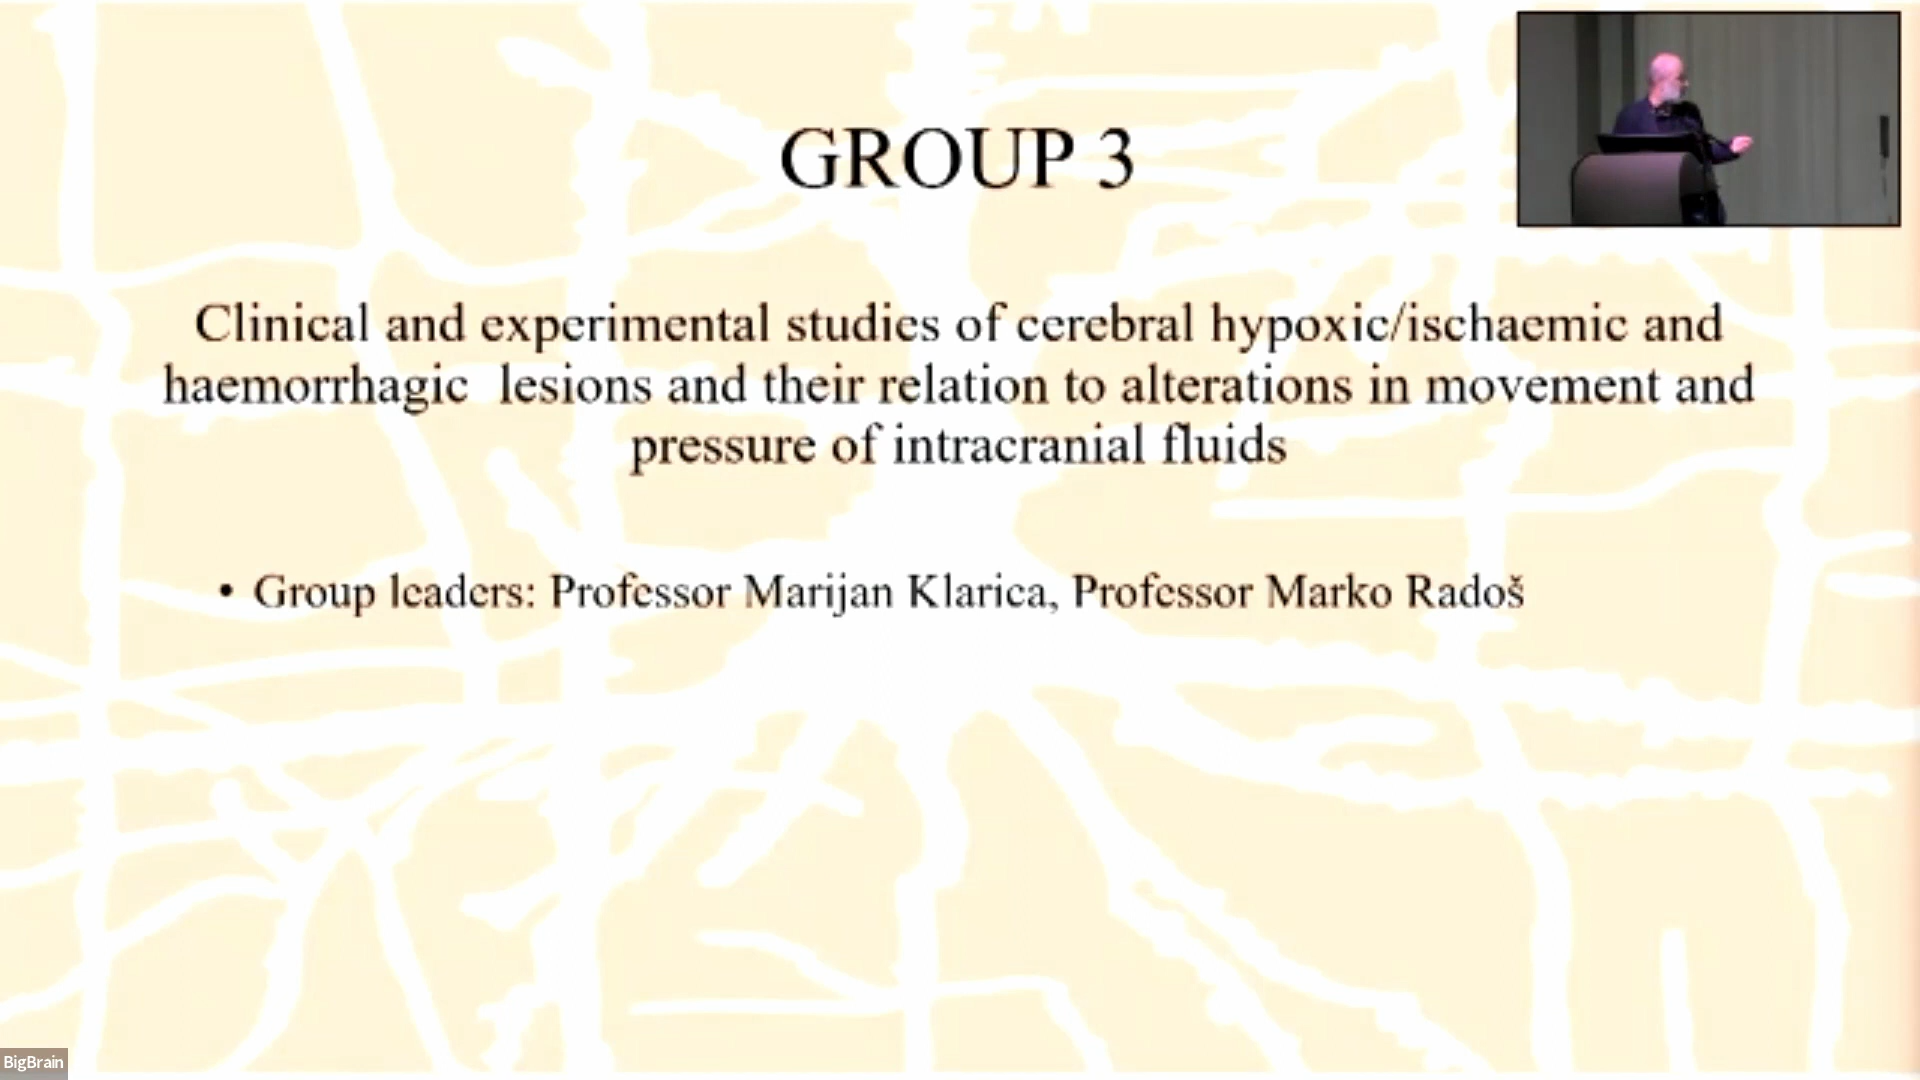 GROUP 3
Clinical and experimental studies of cerebral hypoxic/ischaemic and
haemorrhagic lesions and their relation to alterations in movement and
pressure of intracranial fluids
• Group leaders: Professor Marijan Klarica, Professor Marko Radoš
BigBrain